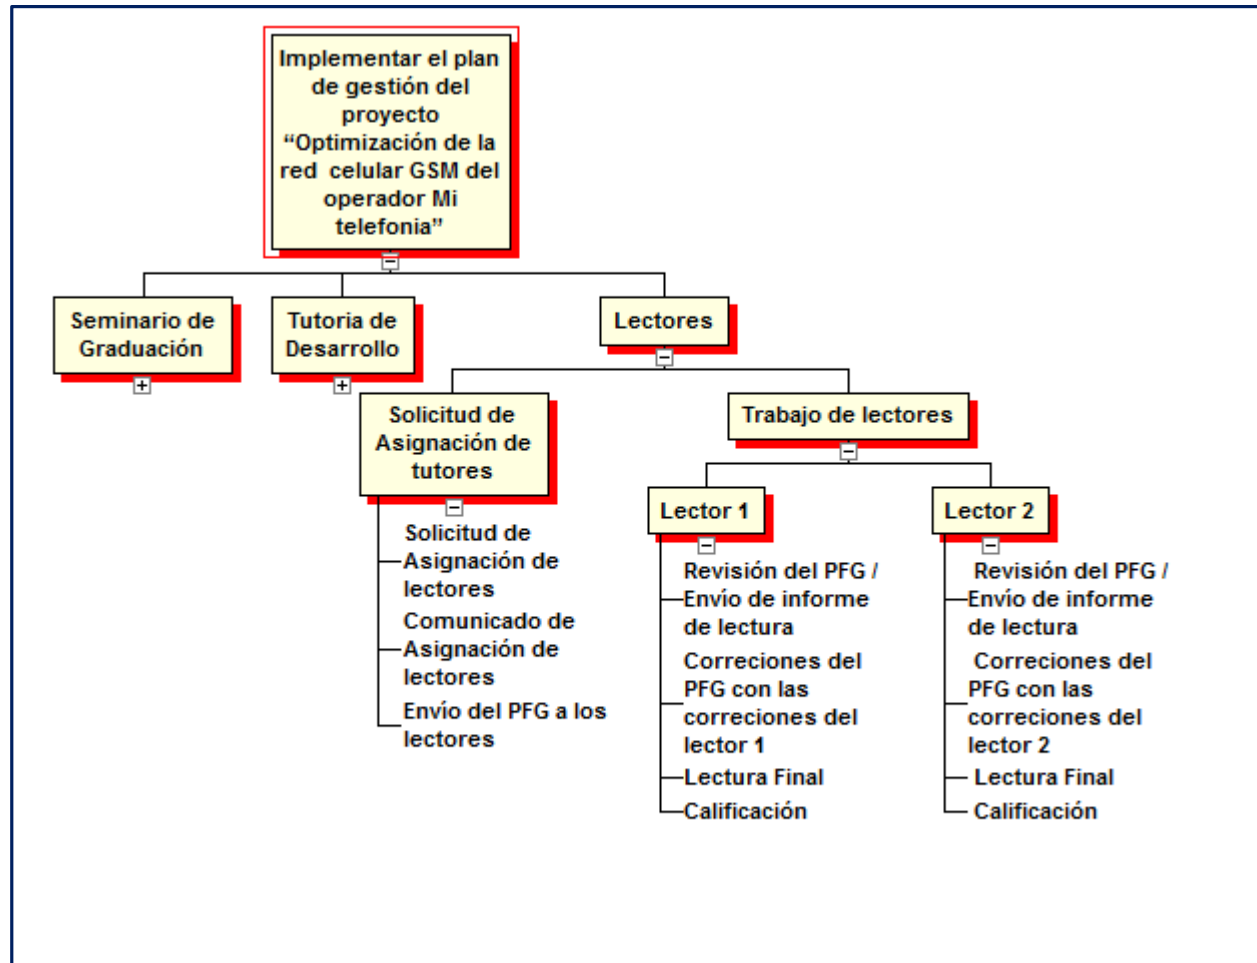 Implementar el plan
de gestión del
proyecto
“Optimización de la
red celular GSM del
operador Mi
telefonia”
Seminario de
Graduación
Tutoria de
Desarrollo
Lectores
Solicitud de
Asignación de
tutores
Trabajo de lectores
Solicitud de
Asignación de
lectores
Comunicado de
Asignación de
lectores
Envío del PFG a los
lectores
Lector 1
Revisión del PFG /
Envío de informe
de lectura
Correciones del
PFG con las
correciones del
lector 1
Lectura Final
Calificación
Lector 2
Revisión del PFG /
Envío de informe
de lectura
Correciones del
PFG con las
correciones del
lector 2
Lectura Final
Calificación